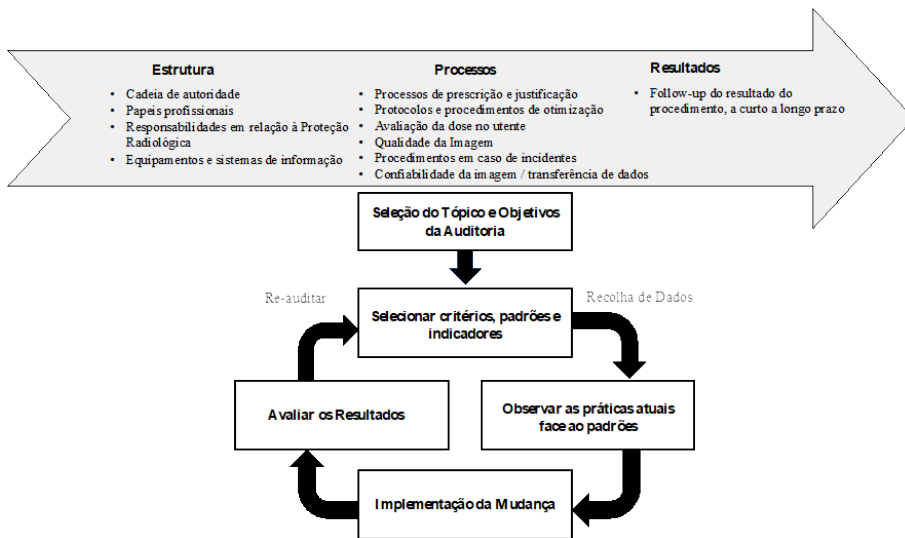 Estrutura
• Cadeia de autoridade
• Papeis profissionais
• Responsabilidades em relação à Proteção
Radiológica
• Equipamentos e sistemas de informação
Processos
• Processos de prescrição e justificação
• Protocolos e procedimentos de otimização
• Avaliação da dose no utente
• Qualidade da Imagem
• Procedimentos em caso de incidentes
• Confiabilidade da imagem / transferência de dados
Resultados
• Follow-up do resultado do
procedimento, a curto a longo prazo
Seleção do Tópico e Objetivos
da Auditoria
Re-auditar
Selecionar critérios, padrões e
indicadores
Recolha de Dados
Avaliar os Resultados
Observar as práticas atuais
face ao padrões
Implementação da Mudança